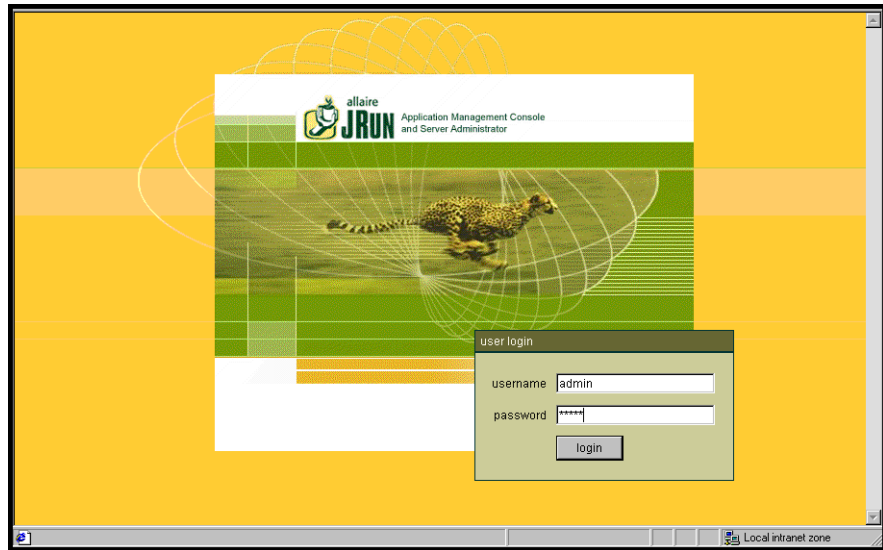 allaire
JRUN
Application Management Console
and Server Administrator
user login
username admin
password *****
login
Local intranet zone